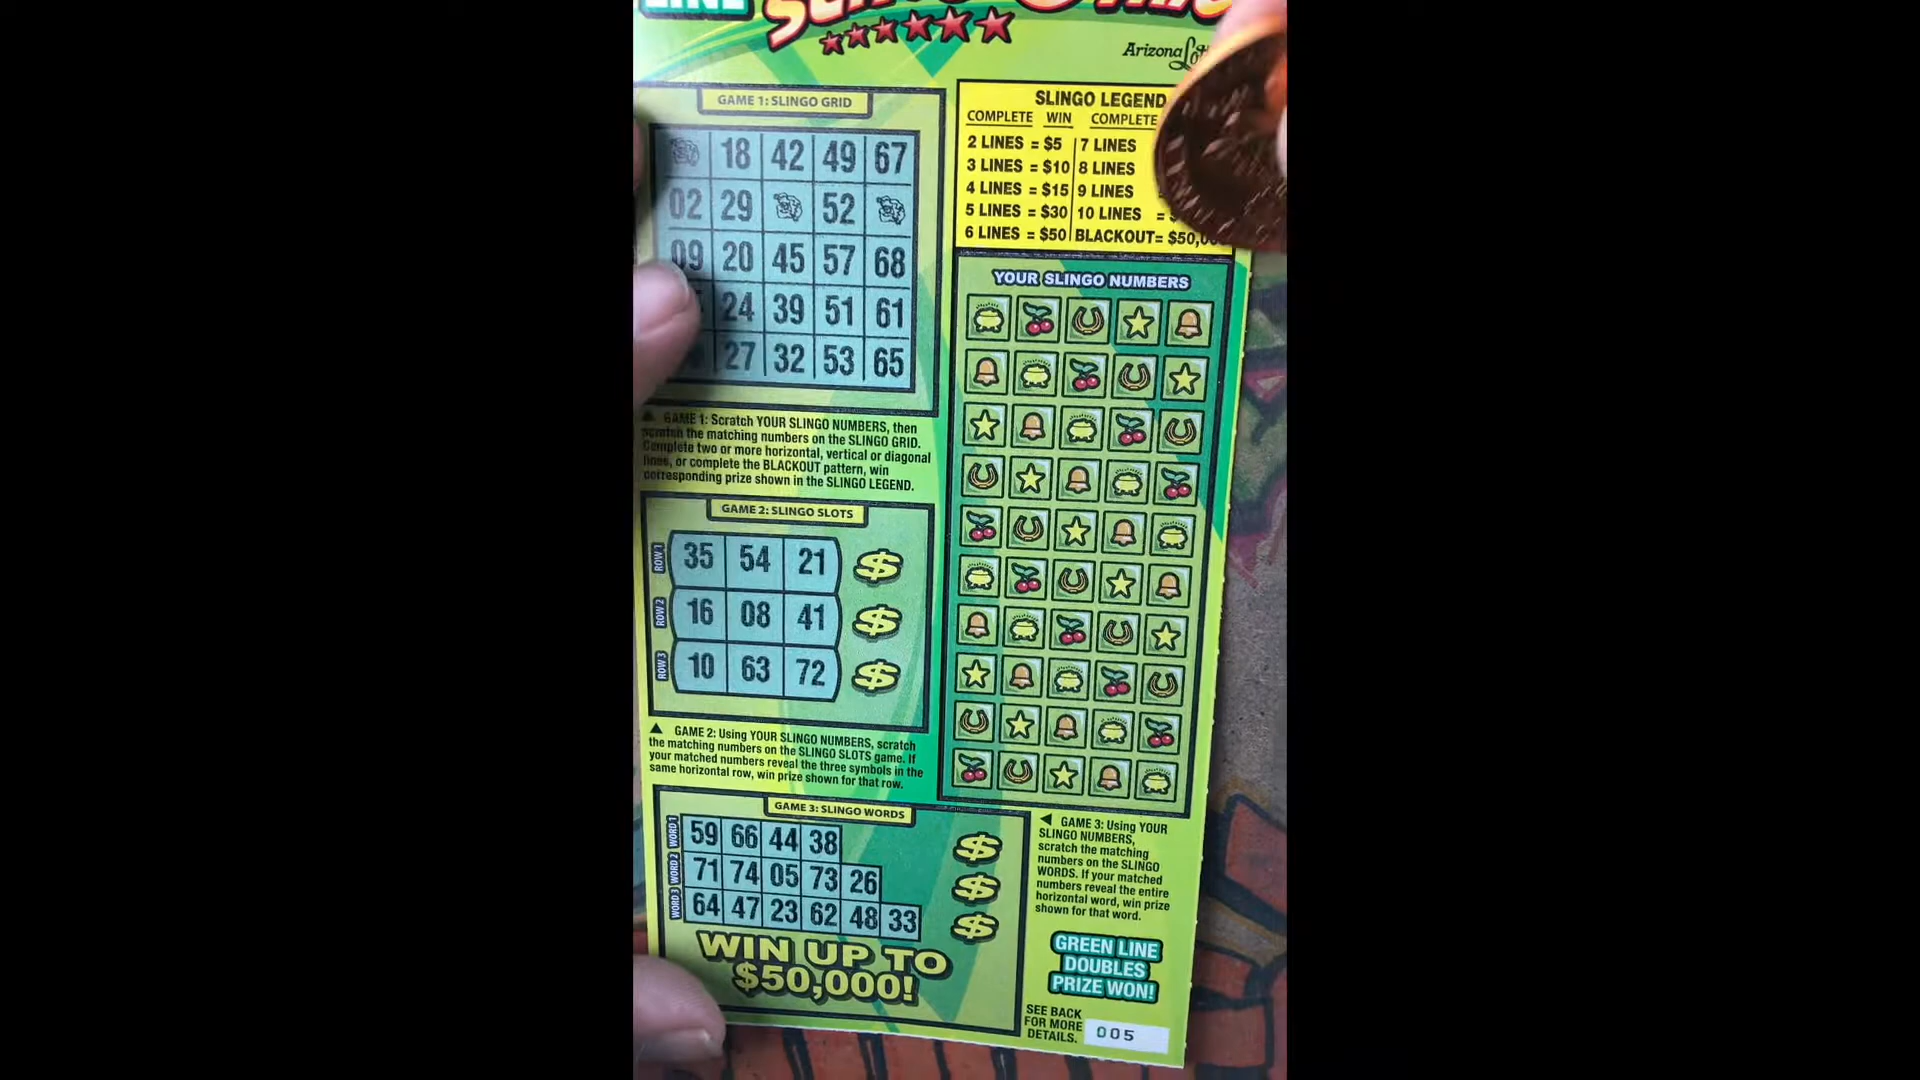 LINE
Arizona
GAME 1: SLINGO GRID
18 42 49 67
02 29 52
09 20 45 57 68
24 39 51 61
27 32 53 65
SLINGO LEGEND
COMPLETE WIN COMPLETE
2 LINES = $5 7 LINES
3 LINES = $10 8 LINES
4 LINES = $15 9 LINES
5 LINES = $30 10 LINES =
6 LINES = $50 BLACKOUT=
YOUR SLINGO NUMBERS
▲ GAME 1: Scratch YOUR SLINGO NUMBERS, then
scratch the matching numbers on the SLINGO GRID.
Complete two or more horizontal, vertical or diagonal
lines, or complete the BLACKOUT pattern, win
corresponding prize shown in the SLINGO LEGEND.
GAME 2: SLINGO SLOTS
ROW 1 35 54 21 $
ROW 2 16 08 41 $
ROW 3 10 63 72 $
▲ GAME 2: Using YOUR SLINGO NUMBERS, scratch
the matching numbers on the SLINGO SLOTS game. If
your matched numbers reveal the three symbols in the
same horizontal row, win prize shown for that row.
GAME 3: SLINGO WORDS
WORD 1 59 66 44 38 $
WORD 2 71 74 05 73 26 $
WORD 3 64 47 23 62 48 33 $
WIN UP TO
$50,000!
◀ GAME 3: Using YOUR
SLINGO NUMBERS,
scratch the matching
numbers on the SLINGO
WORDS. If your matched
numbers reveal the entire
horizontal word, win prize
shown for that word.
GREEN LINE
DOUBLES
PRIZE WON!
SEE BACK
FOR MORE
DETAILS.
005